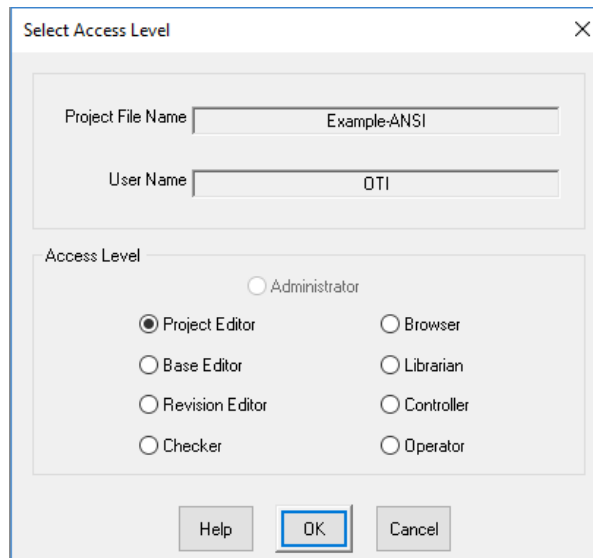 Select Access Level
Project File Name Example-ANSI
User Name OTI
Access Level
Administrator
Project Editor Browser
Base Editor Librarian
Revision Editor Controller
Checker Operator
Help OK Cancel